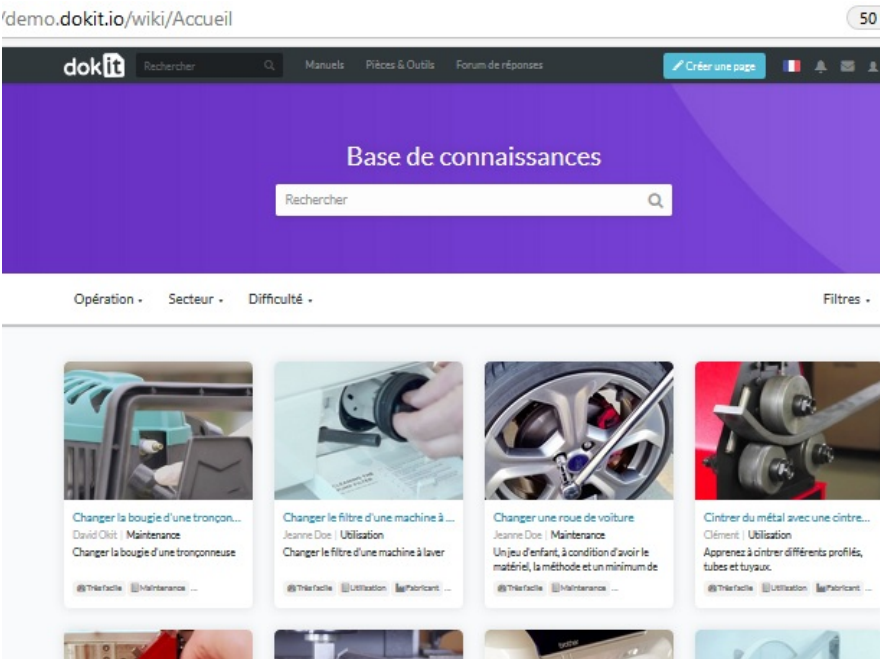 /demo.dokit.io/wiki/Accueil
50
dokit
Rechercher
Manuels
Pièces & Outils
Forum de réponses
Créer une page
Base de connaissances
Rechercher
Opération
Secteur
Difficulté
Filtres
Changer la bougie d'une tronçon...
David Okit | Maintenance
Changer la bougie d'une tronçonneuse
Très facile Maintenance ...
CLEANING THE
PUMP FILTER
Changer le filtre d'une machine à ...
Jeanne Doe | Utilisation
Changer le filtre d'une machine à laver
Très facile Utilisation Fabricant ...
Changer une roue de voiture
Jeanne Doe | Maintenance
Un jeu d'enfant, à condition d'avoir le
matériel, la méthode et un minimum de
Très facile Maintenance ...
Cintrer du métal avec une cintre...
Clément | Utilisation
Apprenez à cintrer différents profilés,
tubes et tuyaux.
Très facile Utilisation Fabricant ...
brother